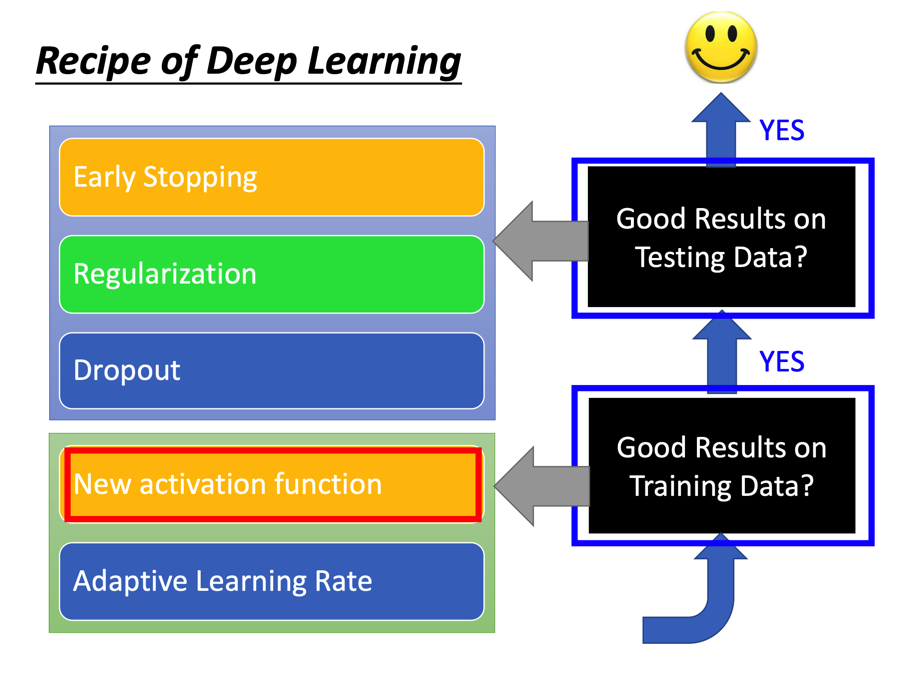 Recipe of Deep Learning
YES
Early Stopping
Regularization
Dropout
Good Results on
Testing Data?
YES
New activation function
Adaptive Learning Rate
Good Results on
Training Data?